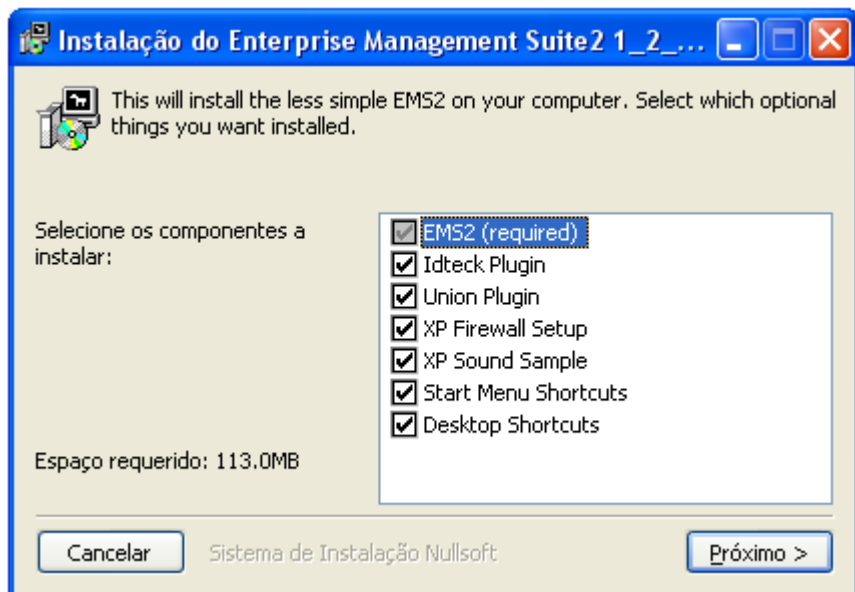 Instalação do Enterprise Management Suite2 1_2_...
This will install the less simple EMS2 on your computer. Select which optional
things you want installed.
Selecione os componentes a
instalar:
EMS2 (required)
Idteck Plugin
Union Plugin
XP Firewall Setup
XP Sound Sample
Start Menu Shortcuts
Desktop Shortcuts
Espaço requerido: 113.0MB
Cancelar
Sistema de Instalação Nullsoft
Próximo >